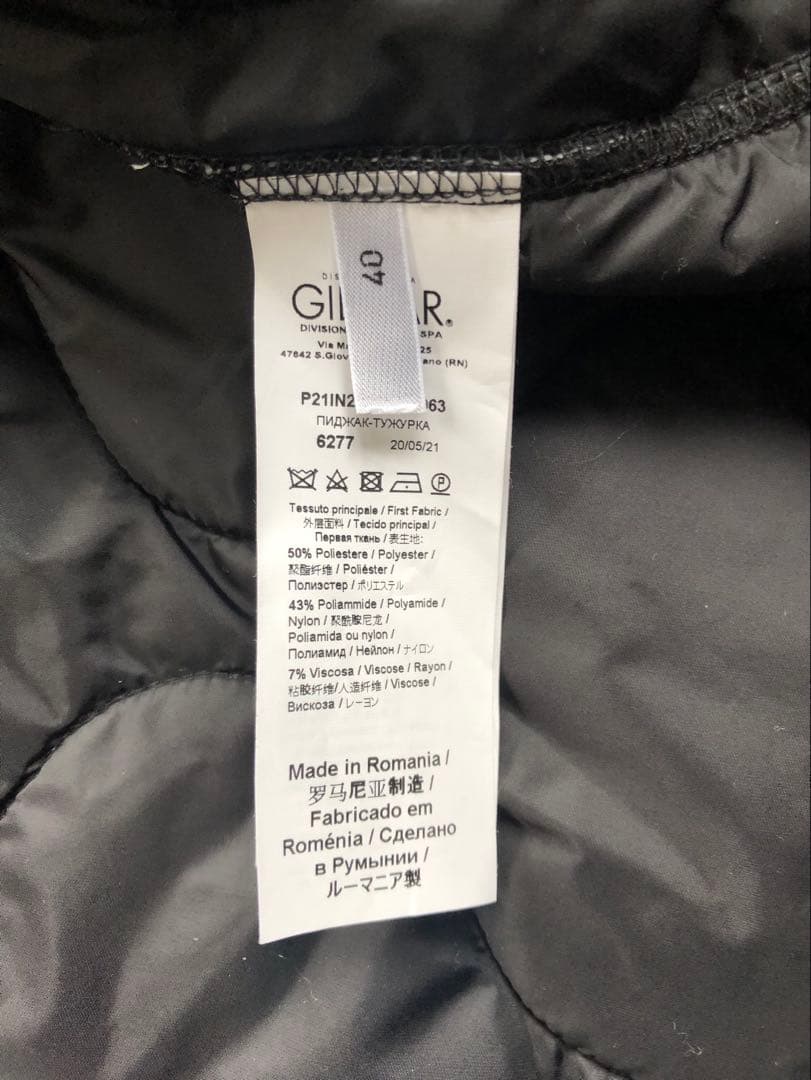 40
GI AR®
DIVISION SPA
Via Ma 25
47842 S.Giov ano (RN)
P21IN2 063
ПИДЖАК-ТУЖУРКА
6277 20/05/21
P
Tessuto principale / First Fabric /
外层面料 / Tecido principal /
Первая ткань / 表生地:
50% Poliestere / Polyester /
聚酯纤维 / Poliéster /
Полиэстер / ポリエステル
43% Poliammide / Polyamide /
Nylon / 聚酰胺尼龙 /
Poliamida ou nylon /
Полиамид / Нейлон / ナイロン
7% Viscosa / Viscose / Rayon /
粘胶纤维/人造纤维 / Viscose /
Вискоза / レーヨン
Made in Romania /
罗马尼亚制造 /
Fabricado em
Roménia / Сделано
в Румынии /
ルーマニア製